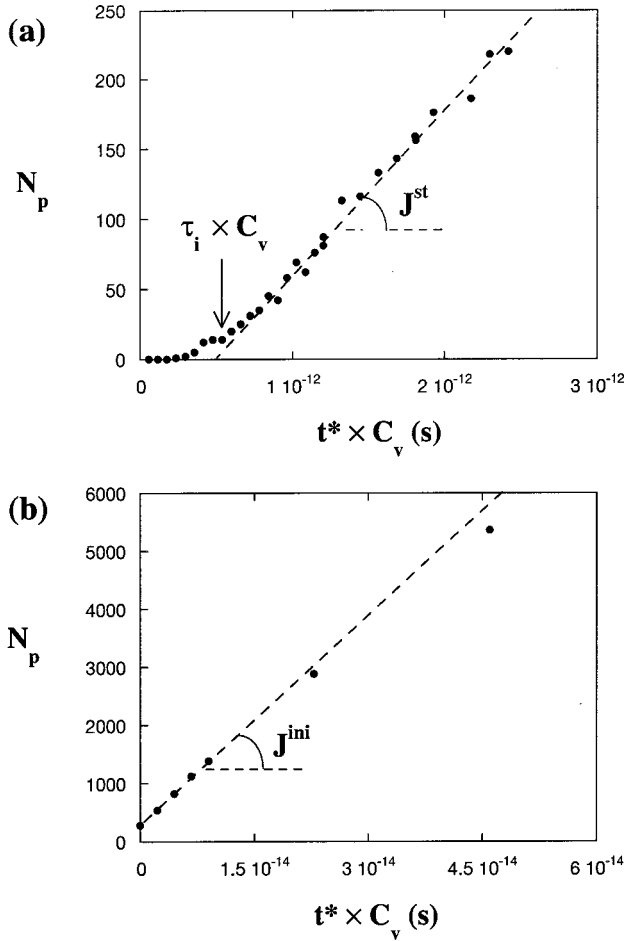 (a)
250
200
150
100
50
0
N_p
τ_i × C_v
J^st
0
1 10^-12
2 10^-12
3 10^-12
t* × C_v (s)
(b)
6000
5000
4000
3000
2000
1000
0
N_p
J^ini
0
1.5 10^-14
3 10^-14
4.5 10^-14
6 10^-14
t* × C_v (s)